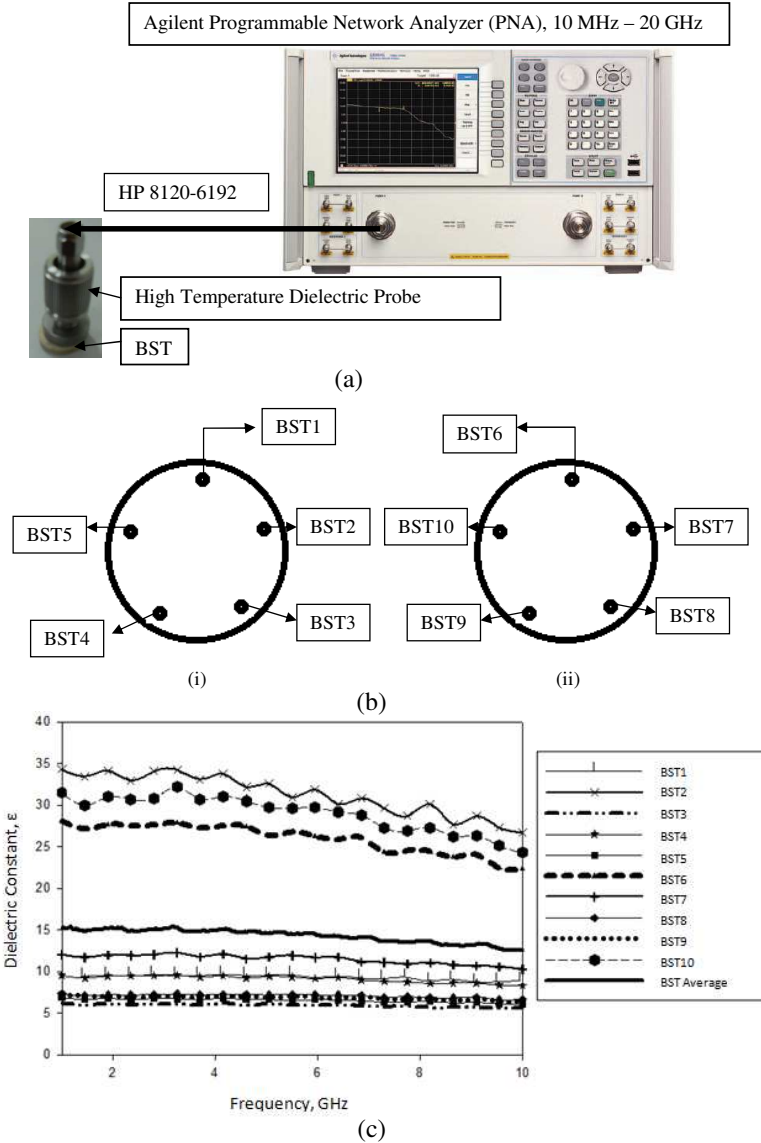 Agilent Programmable Network Analyzer (PNA), 10 MHz – 20 GHz
HP 8120-6192
High Temperature Dielectric Probe
BST
(a)
BST1
BST6
BST5
BST2
BST10
BST7
BST4
BST3
BST9
BST8
(i)
(ii)
(b)
40
35
30
25
20
15
10
5
0
Dielectric Constant, ε
2
4
6
8
10
Frequency, GHz
BST1
BST2
BST3
BST4
BST5
BST6
BST7
BST8
BST9
BST10
BST Average
(c)